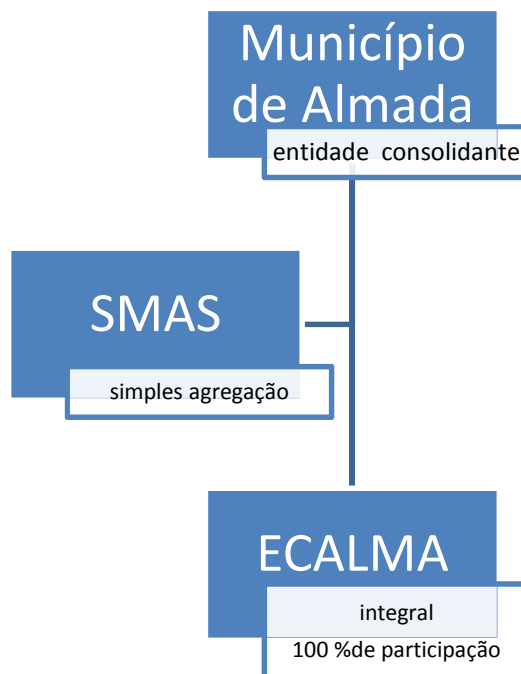 Município
de Almada
entidade consolidante
SMAS
simples agregação
ECALMA
integral
100 %de participação